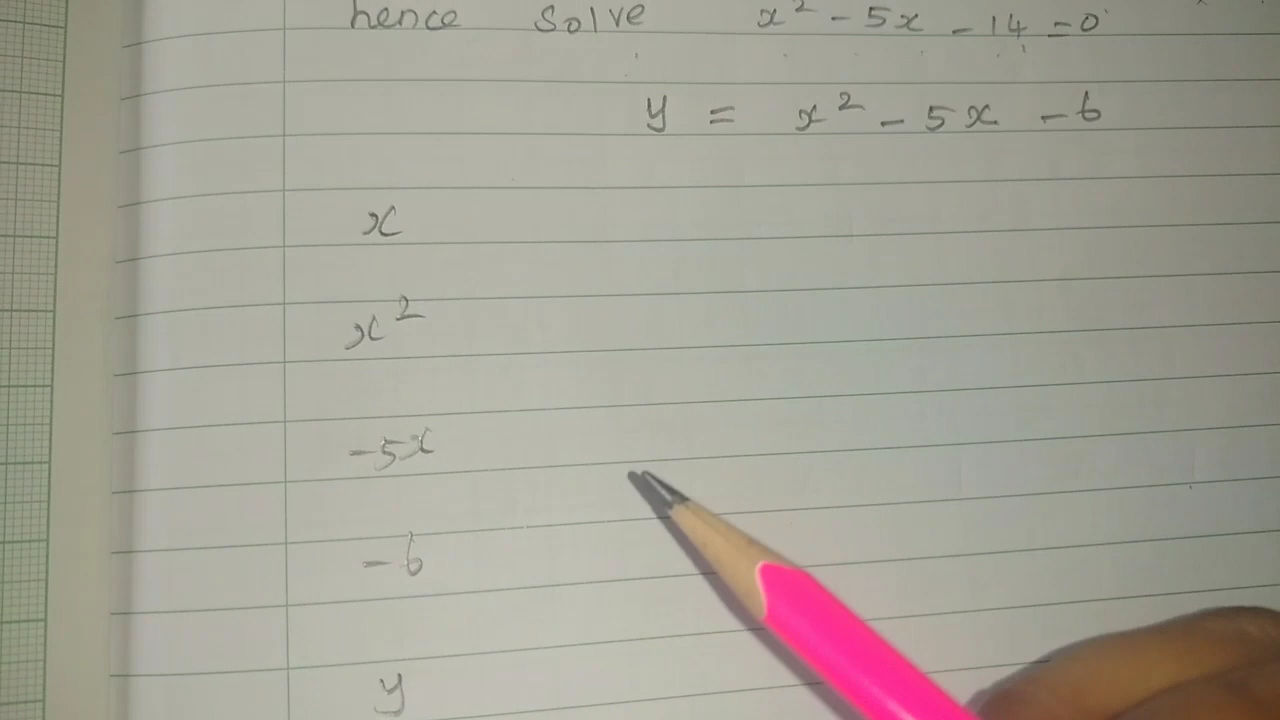 hence solve x² - 5x - 14 = 0
y = x² - 5x - 6
x
x²
-5x
-6
y